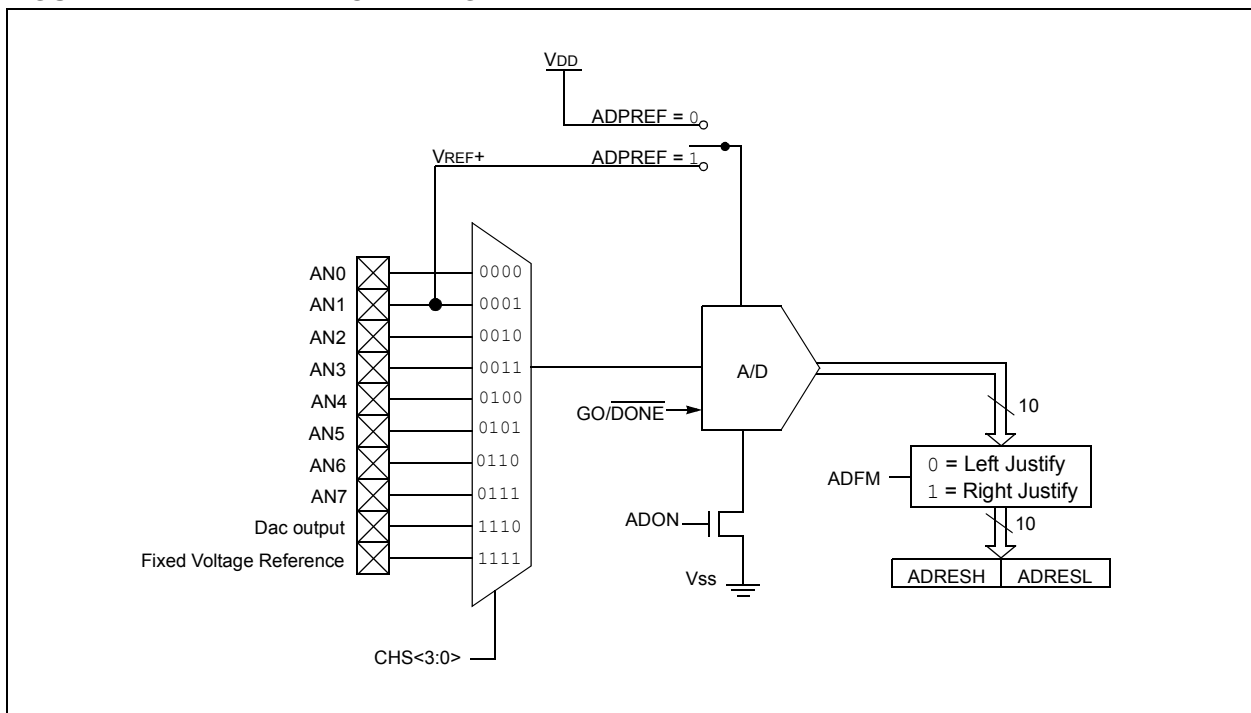 VDD
ADPREF = 0
VREF+
ADPREF = 1
AN0
0000
AN1
0001
AN2
0010
AN3
0011
AN4
0100
AN5
0101
AN6
0110
AN7
0111
Dac output
1110
Fixed Voltage Reference
1111
CHS<3:0>
A/D
GO/DONE
ADON
Vss
10
ADFM
0 = Left Justify
1 = Right Justify
10
ADRESH ADRESL